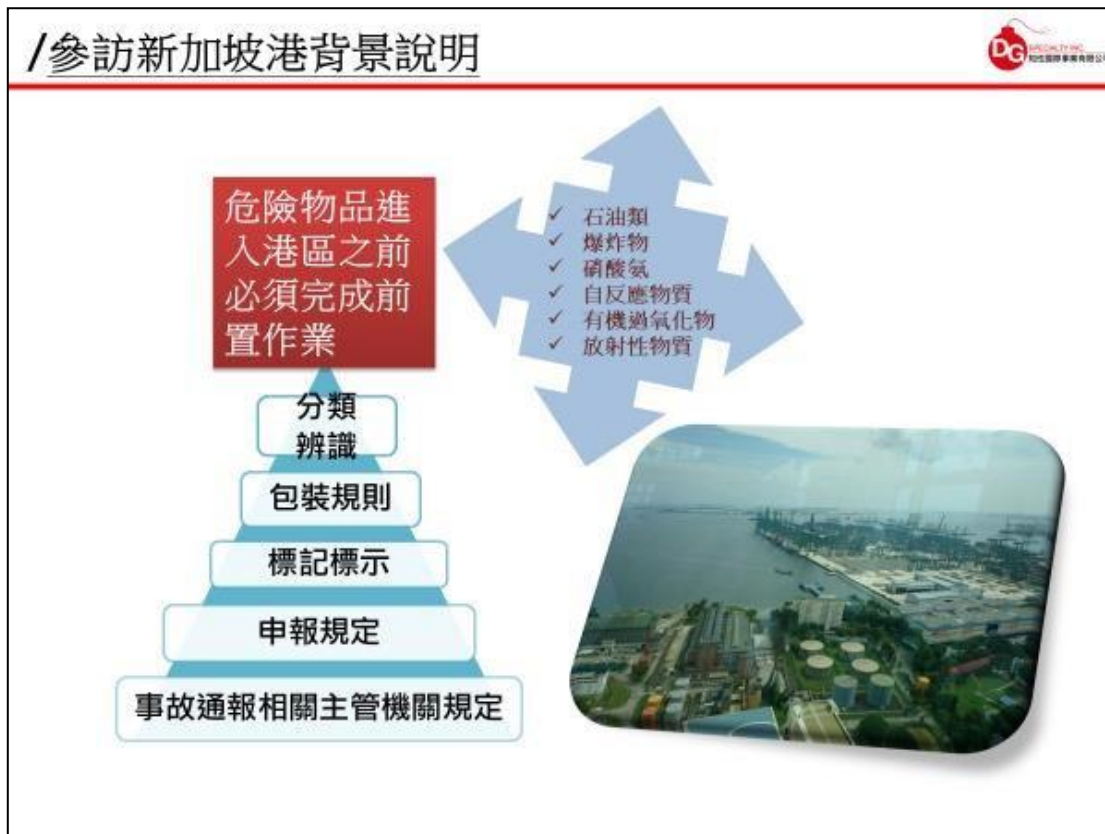 /參訪新加坡港背景說明
DG
SPECIALTY INC.
危險物品進
入港區之前
必須完成前
置作業
✓ 石油類
✓ 爆炸物
✓ 硝酸氨
✓ 自反應物質
✓ 有機過氧化物
✓ 放射性物質
分類
辨識
包裝規則
標記標示
申報規定
事故通報相關主管機關規定